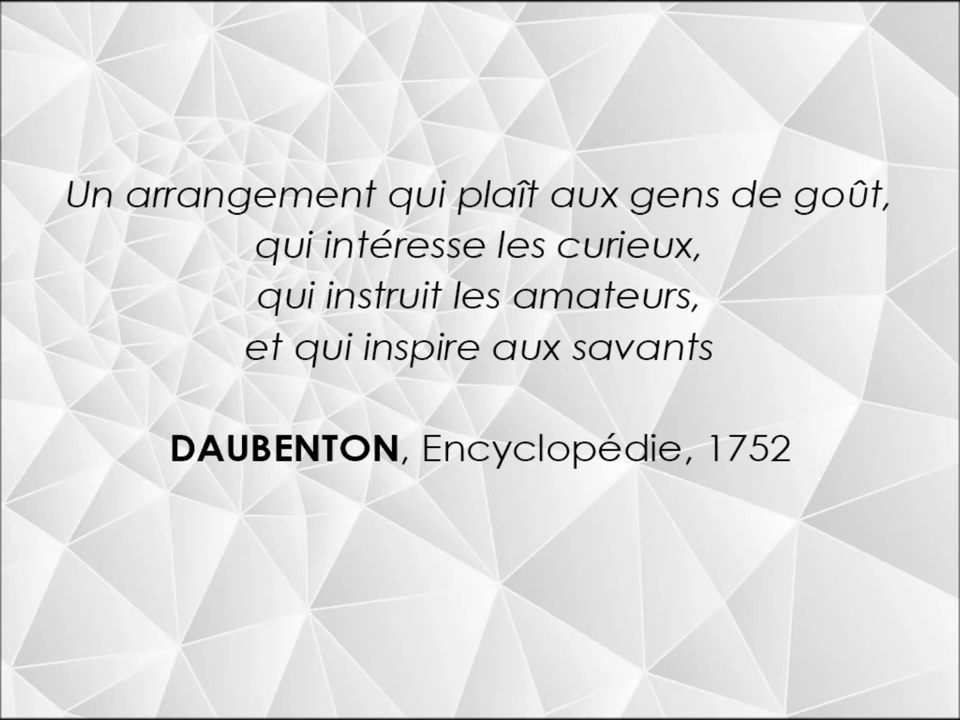 Un arrangement qui plaît aux gens de goût,
qui intéresse les curieux,
qui instruit les amateurs,
et qui inspire aux savants
DAUBENTON, Encyclopédie, 1752